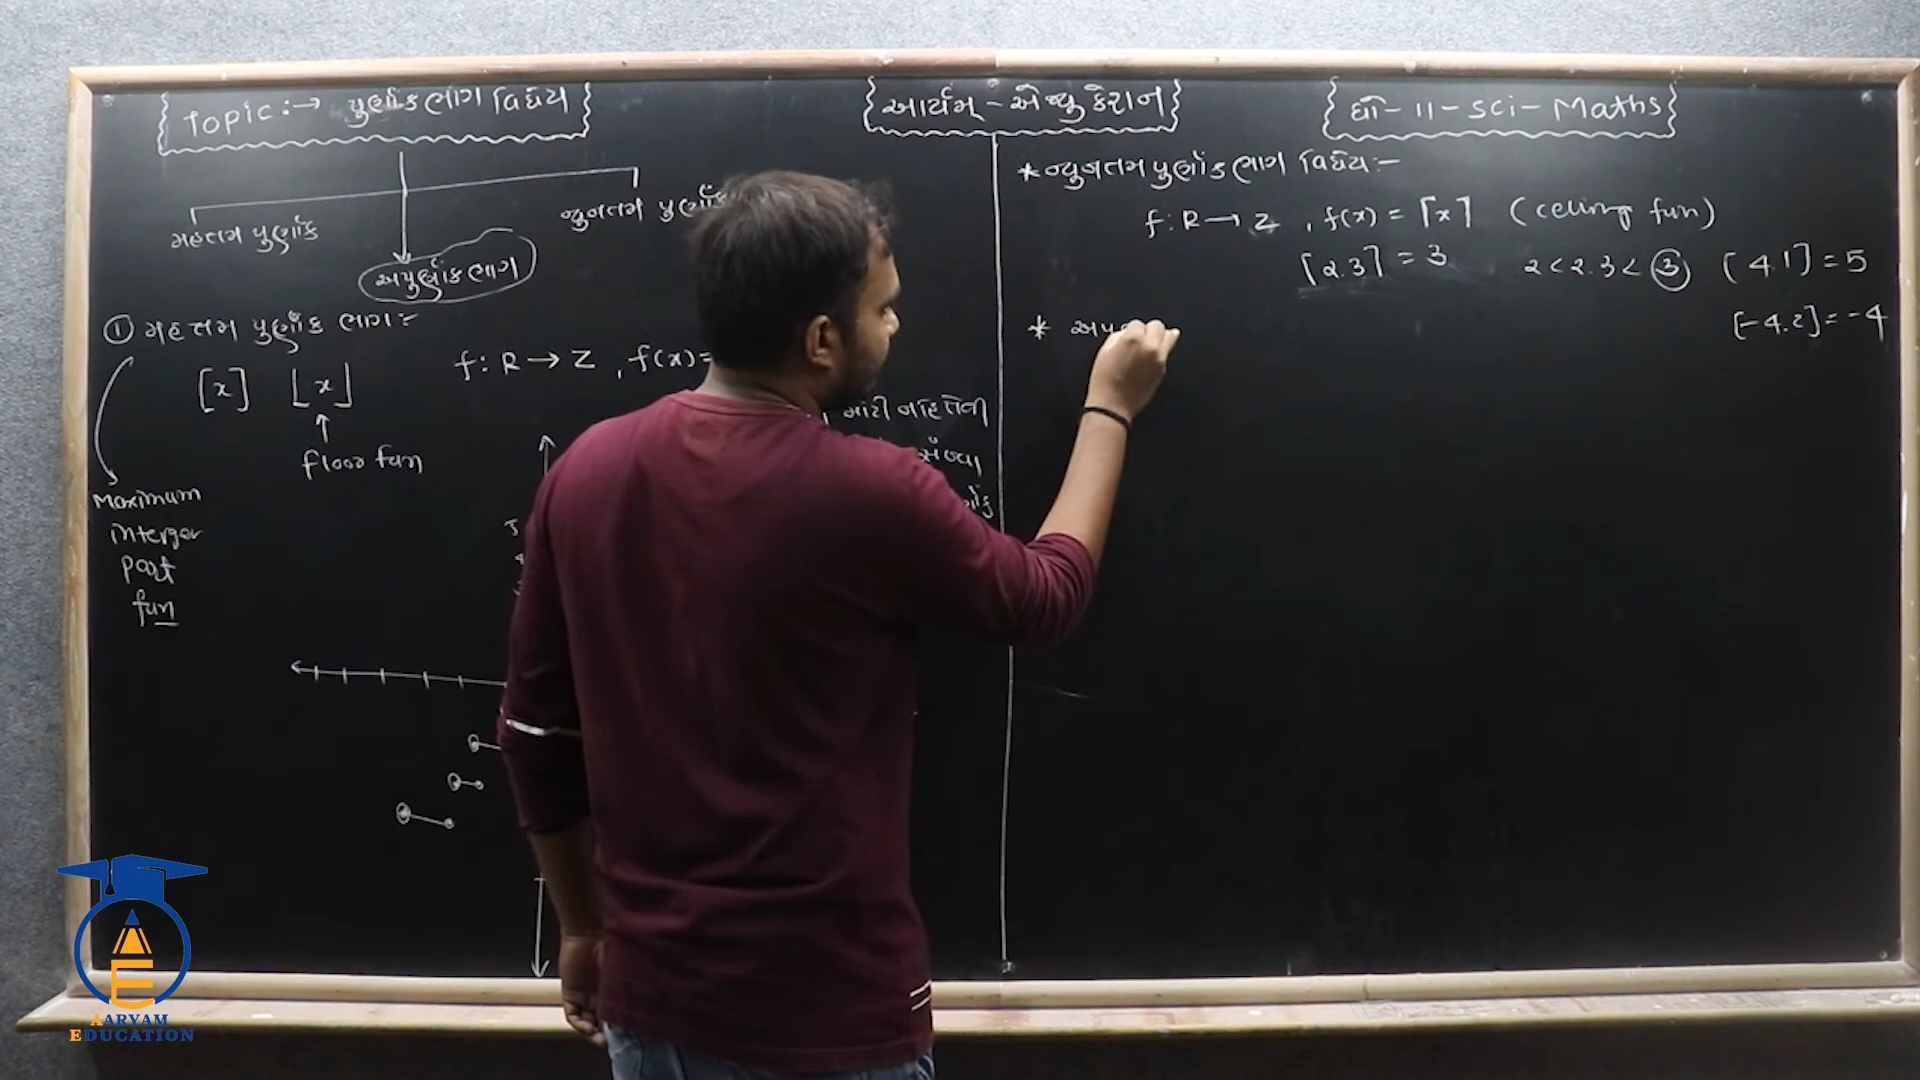 Topic:→ પુર્ણાંક ભાગ વિધેય
આર્યમ્ - એજ્યુકેશન
ધો-11-sci-Maths
મહત્તમ પુર્ણાંક
ન્યુનતમ
અપુર્ણાંક ભાગ
① મહત્તમ પુર્ણાંક ભાગ:-
[x] ⌊x⌋
f: R → Z , f(x)=
floor fun
Maximum
interger
part
fun
મોટી નહિ તેવી
સંખ્યા
* ન્યુનતમ પુર્ણાંક ભાગ વિધેય:-
f: R → Z , f(x) = ⌈x⌉ (celing fun)
⌈2.3⌉ = 3 2 < 2.3 < 3 ⌈4.1⌉ = 5
⌈-4.2⌉ = -4
*
AARYAM
EDUCATION